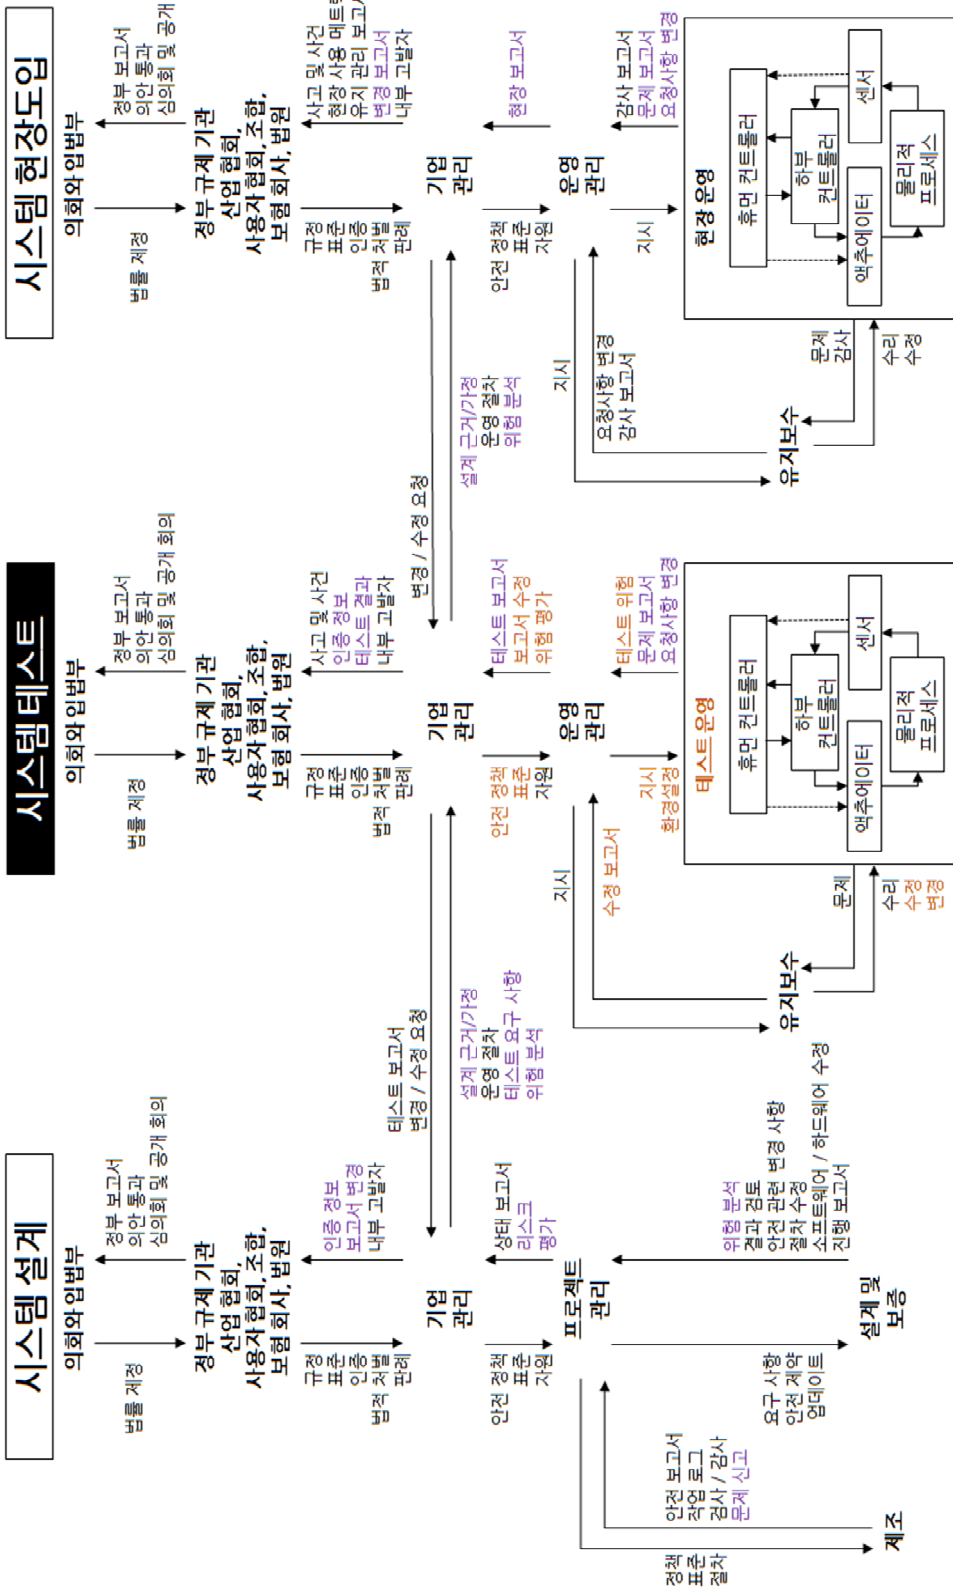 시스템 설계
의회와 입법부
법률 제정
정부 보고서
의안 통과
심의회 및 공개 회의
정부 규제 기관
산업 협회,
사용자 협회, 조합,
보험 회사, 법원
규정
표준
인증
법적 처벌
판례
인증 정보
보고서 변경
내부 고발자
기업
관리
안전 정책
표준
자원
상태 보고서
리스크
평가
프로젝트
관리
정책
표준
절차
안전 보고서
작업 로그
검사 / 감사
문제 신고
제조
요구 사항
안전 제약
업데이트
위험 분석
결과 검토
안전 관련 변경 사항
절차 수정
소프트웨어 / 하드웨어 수정
진행 보고서
설계 및
보증
테스트 보고서
변경 / 수정 요청
설계 근거/가정
운영 절차
테스트 요구 사항
위험 분석
시스템 테스트
의회와 입법부
법률 제정
정부 보고서
의안 통과
심의회 및 공개 회의
정부 규제 기관
산업 협회,
사용자 협회, 조합,
보험 회사, 법원
규정
표준
인증
법적 처벌
판례
사고 및 사건
인증 정보
테스트 결과
내부 고발자
기업
관리
안전 정책
표준
자원
테스트 보고서
보고서 수정
위험 평가
운영
관리
지시
수정 보고서
지시
환경설정
테스트 위험
문제 보고서
요청사항 변경
테스트 운영
휴먼 컨트롤러
하부
컨트롤러
액추에이터
센서
물리적
프로세스
유지보수
문제
수리
수정
변경
변경 / 수정 요청
설계 근거/가정
운영 절차
위험 분석
시스템 현장도입
의회와 입법부
법률 제정
정부 보고서
의안 통과
심의회 및 공개
정부 규제 기관
산업 협회,
사용자 협회, 조합,
보험 회사, 법원
규정
표준
인증
법적 처벌
판례
사고 및 사건
현장 사용 메트릭
유지 관리 보고서
변경 보고서
내부 고발자
기업
관리
안전 정책
표준
자원
현장 보고서
운영
관리
지시
요청사항 변경
감사 보고서
지시
감사 보고서
문제 보고서
요청사항 변경
현장 운영
휴먼 컨트롤러
하부
컨트롤러
액추에이터
센서
물리적
프로세스
유지보수
문제
감사
수리
수정